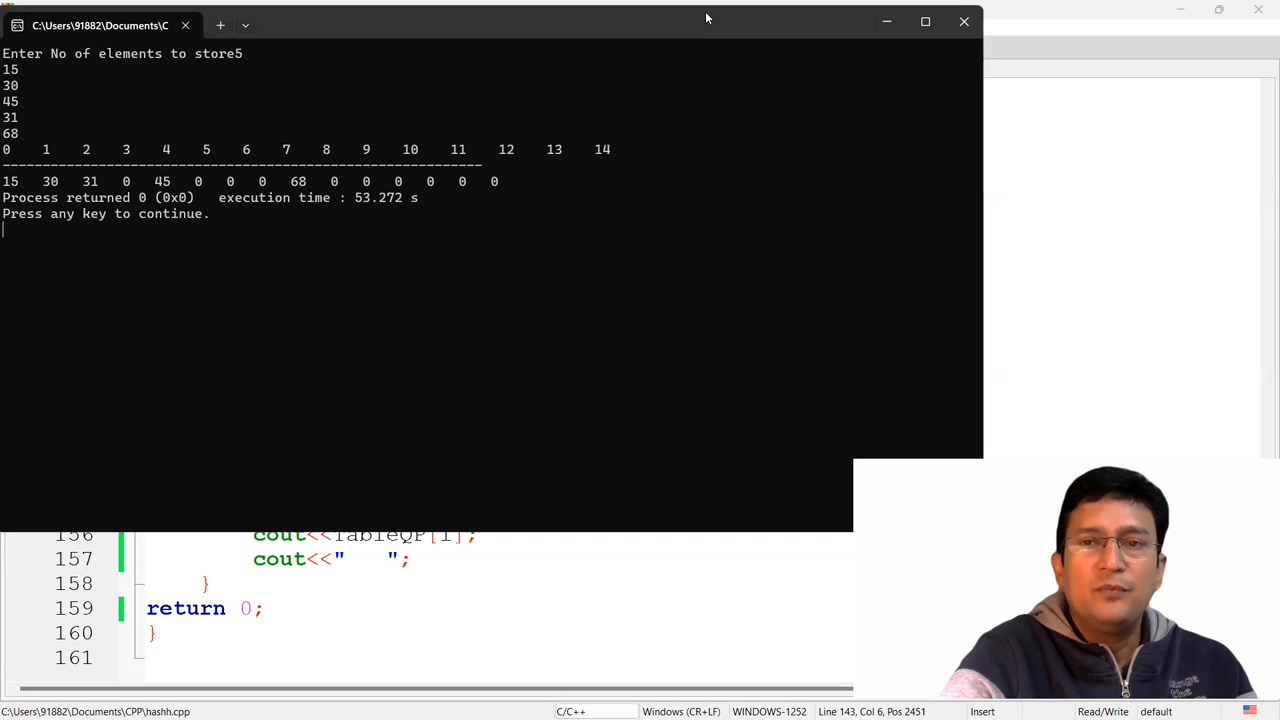 C:\Users\91882\Documents\C
Enter No of elements to store5
15
30
45
31
68
0 1 2 3 4 5 6 7 8 9 10 11 12 13 14
------------------------------------------------------------
15 30 31 0 45 0 0 0 68 0 0 0 0 0 0
Process returned 0 (0x0) execution time : 53.272 s
Press any key to continue.
156 cout<<TableQP[i];
157 cout<<" ";
158 }
159 return 0;
160 }
161
C:\Users\91882\Documents\CPP\hashh.cpp C/C++ Windows (CR+LF) WINDOWS-1252 Line 143, Col 6, Pos 2451 Insert Read/Write default